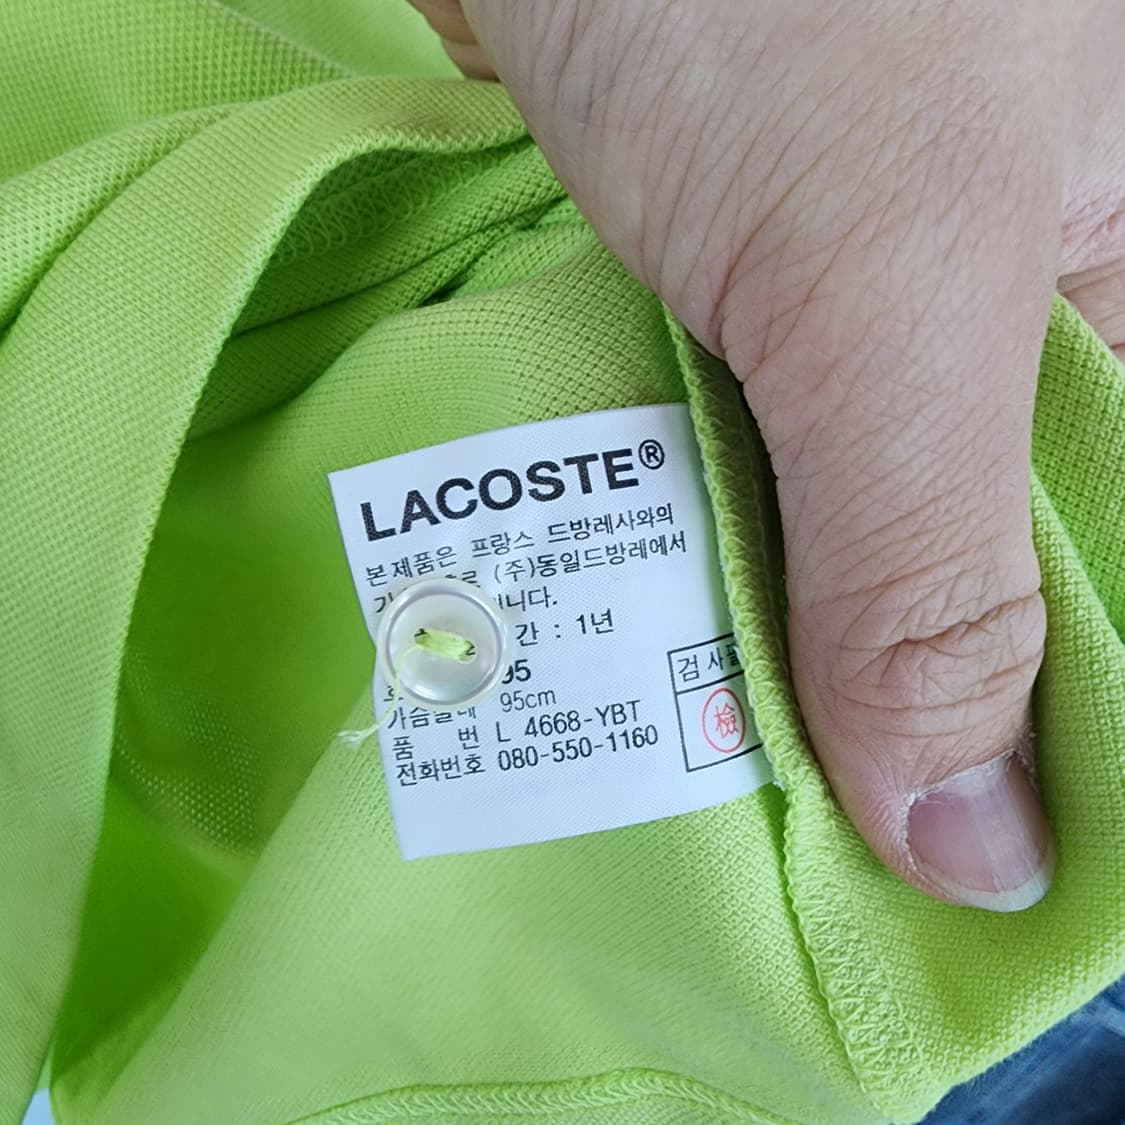 LACOSTE®
본 제품은 프랑스 드방레사와의
(주)동일드방레에서
간 : 1년
95
95cm
품 번 L 4668-YBT
전화번호 080-550-1160
검 사필
檢